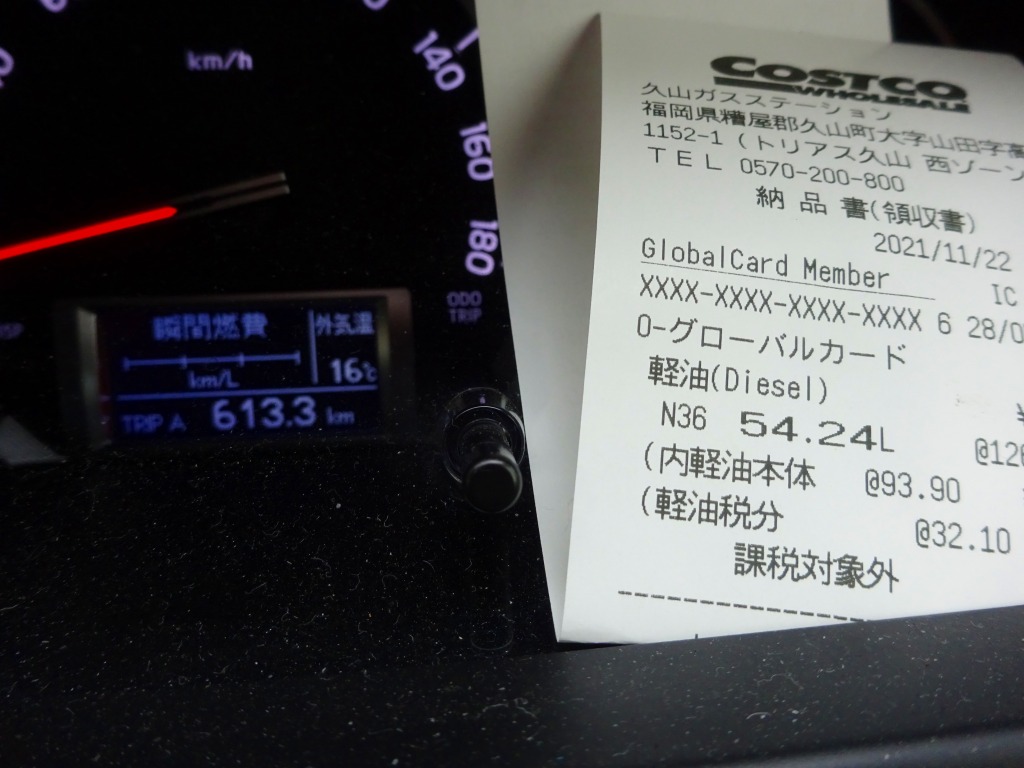 km/h
140
160
180
ODO
TRIP
瞬間燃費
外気温
km/L
16℃
TRIP A 613.3 km
COSTCO
WHOLESALE
久山ガスステーション
福岡県糟屋郡久山町大字山田字
1152-1 (トリアス久山 西ゾーン
TEL 0570-200-800
納 品 書(領収書)
2021/11/22
GlobalCard Member
IC
XXXX-XXXX-XXXX-XXXX 6 28/0
0-グローバルカード
軽油(Diesel)
N36 54.24L
@126
(内軽油本体 @93.90
(軽油税分 @32.10
課税対象外